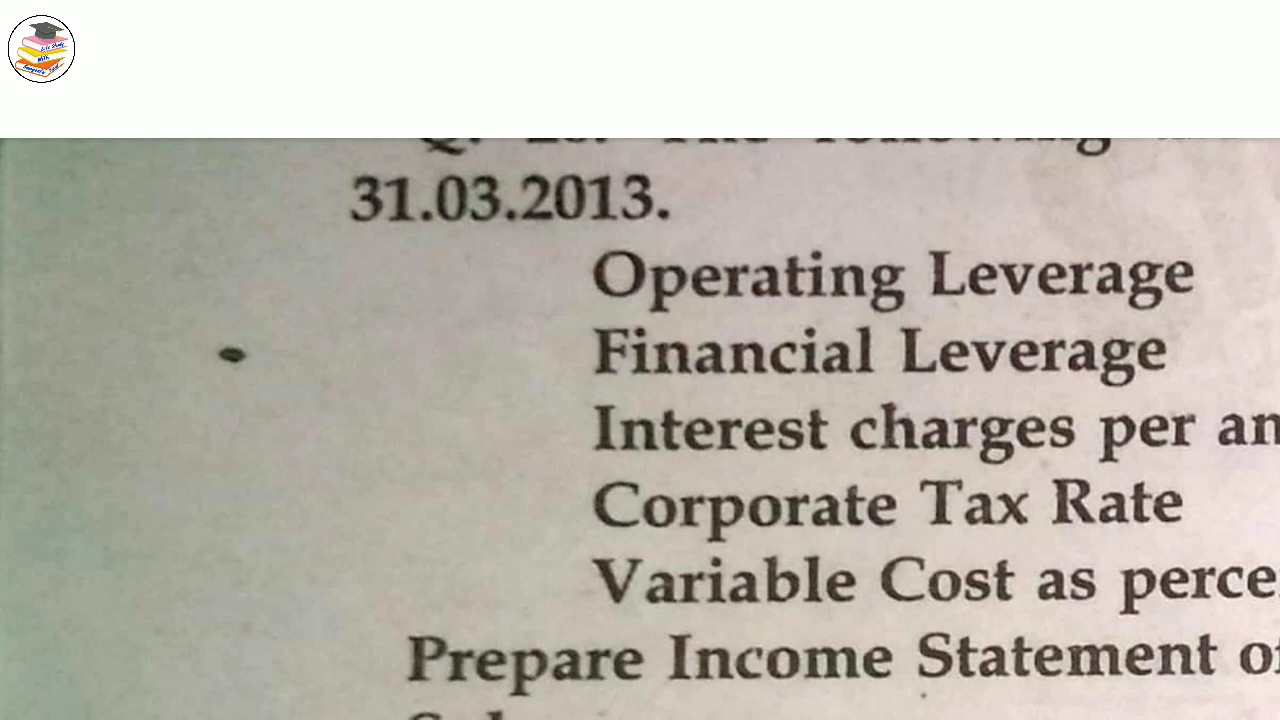 31.03.2013.
Operating Leverage
Financial Leverage
Interest charges per an
Corporate Tax Rate
Variable Cost as perce
Prepare Income Statement of